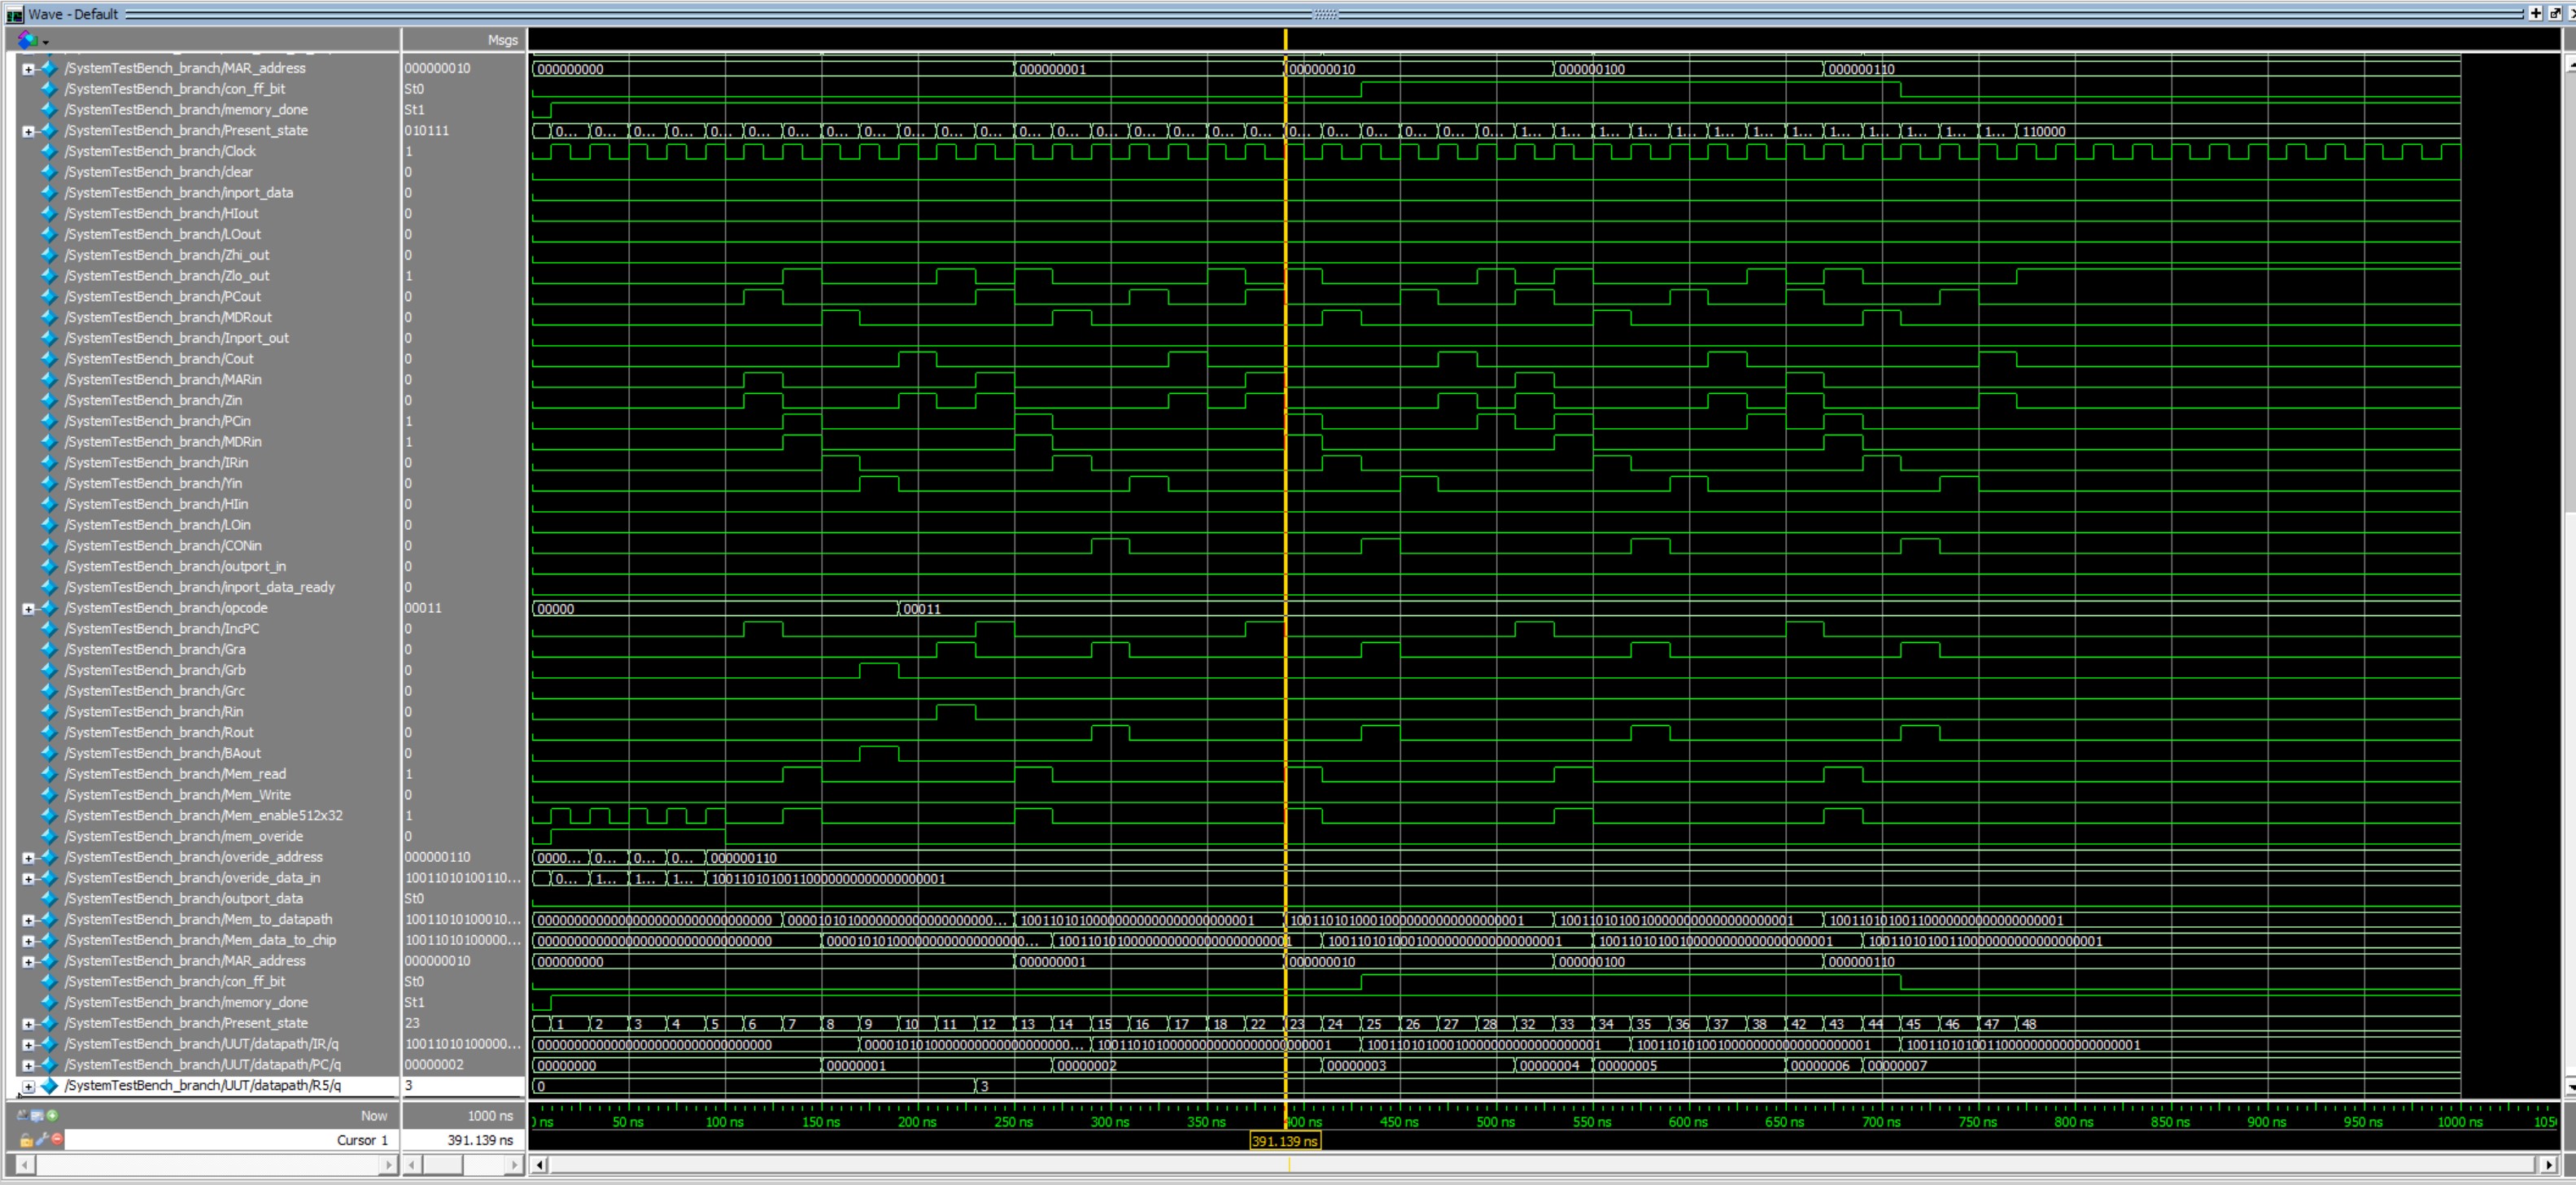 Wave - Default
Msgs
/SystemTestBench_branch/MAR_address 000000010 000000000 000000001 000000010 000000100 000000110
/SystemTestBench_branch/con_ff_bit St0
/SystemTestBench_branch/memory_done St1
/SystemTestBench_branch/Present_state 010111 0... 0... 0... 0... 0... 0... 0... 0... 0... 0... 0... 0... 0... 0... 0... 0... 0... 0... 0... 0... 0... 0... 0... 0... 0... 1... 1... 1... 1... 1... 1... 1... 1... 1... 1... 1... 1... 1... 110000
/SystemTestBench_branch/Clock 1
/SystemTestBench_branch/clear 0
/SystemTestBench_branch/inport_data 0
/SystemTestBench_branch/HIout 0
/SystemTestBench_branch/LOout 0
/SystemTestBench_branch/Zhi_out 0
/SystemTestBench_branch/Zlo_out 1
/SystemTestBench_branch/PCout 0
/SystemTestBench_branch/MDRout 0
/SystemTestBench_branch/Inport_out 0
/SystemTestBench_branch/Cout 0
/SystemTestBench_branch/MARin 0
/SystemTestBench_branch/Zin 0
/SystemTestBench_branch/PCin 1
/SystemTestBench_branch/MDRin 1
/SystemTestBench_branch/IRin 0
/SystemTestBench_branch/Yin 0
/SystemTestBench_branch/HIin 0
/SystemTestBench_branch/LOin 0
/SystemTestBench_branch/CONin 0
/SystemTestBench_branch/outport_in 0
/SystemTestBench_branch/inport_data_ready 0
/SystemTestBench_branch/opcode 00011 00000 00011
/SystemTestBench_branch/IncPC 0
/SystemTestBench_branch/Gra 0
/SystemTestBench_branch/Grb 0
/SystemTestBench_branch/Grc 0
/SystemTestBench_branch/Rin 0
/SystemTestBench_branch/Rout 0
/SystemTestBench_branch/BAout 0
/SystemTestBench_branch/Mem_read 1
/SystemTestBench_branch/Mem_Write 0
/SystemTestBench_branch/Mem_enable512x32 1
/SystemTestBench_branch/mem_overide 0
/SystemTestBench_branch/overide_address 000000110 0000... 0... 0... 0... 000000110
/SystemTestBench_branch/overide_data_in 10011010100110... 0... 1... 1... 1... 10011010100110000000000000000001
/SystemTestBench_branch/outport_data St0
/SystemTestBench_branch/Mem_to_datapath 10011010100010... 00000000000000000000000000000000 00001010100000000000000000000... 10011010100000000000000000000001 10011010100010000000000000000001 10011010100100000000000000000001 10011010100110000000000000000001
/SystemTestBench_branch/Mem_data_to_chip 10011010100000... 00000000000000000000000000000000 00001010100000000000000000000... 10011010100000000000000000000001 10011010100010000000000000000001 10011010100100000000000000000001 10011010100110000000000000000001
/SystemTestBench_branch/MAR_address 000000010 000000000 000000001 000000010 000000100 000000110
/SystemTestBench_branch/con_ff_bit St0
/SystemTestBench_branch/memory_done St1
/SystemTestBench_branch/Present_state 23 1 2 3 4 5 6 7 8 9 10 11 12 13 14 15 16 17 18 22 23 24 25 26 27 28 32 33 34 35 36 37 38 42 43 44 45 46 47 48
/SystemTestBench_branch/UUT/datapath/IR/q 10011010100000... 00000000000000000000000000000000 00001010100000000000000000000... 10011010100000000000000000000001 10011010100010000000000000000001 10011010100100000000000000000001 10011010100110000000000000000001
/SystemTestBench_branch/UUT/datapath/PC/q 00000002 00000000 00000001 00000002 00000003 00000004 00000005 00000006 00000007
/SystemTestBench_branch/UUT/datapath/R5/q 3 0 3
Now 1000 ns 50 ns 100 ns 150 ns 200 ns 250 ns 300 ns 350 ns 400 ns 450 ns 500 ns 550 ns 600 ns 650 ns 700 ns 750 ns 800 ns 850 ns 900 ns 950 ns 1000 ns
Cursor 1 391.139 ns 391.139 ns